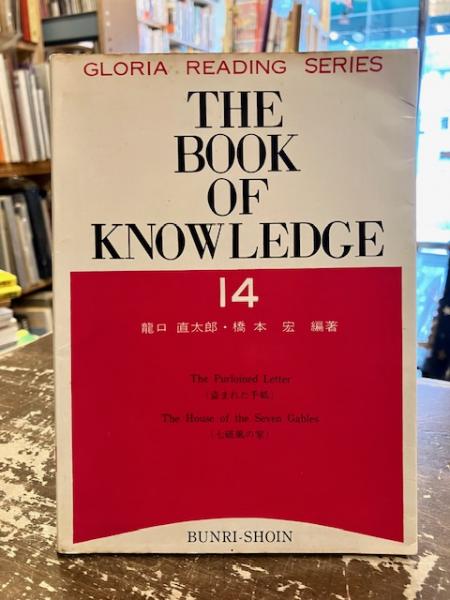 GLORIA READING SERIES
THE
BOOK
OF
KNOWLEDGE
14
龍口 直太郎・橋本 宏 編著
The Purloined Letter
(盗まれた手紙)
The House of the Seven Gables
(七破風の家)
BUNRI-SHOIN